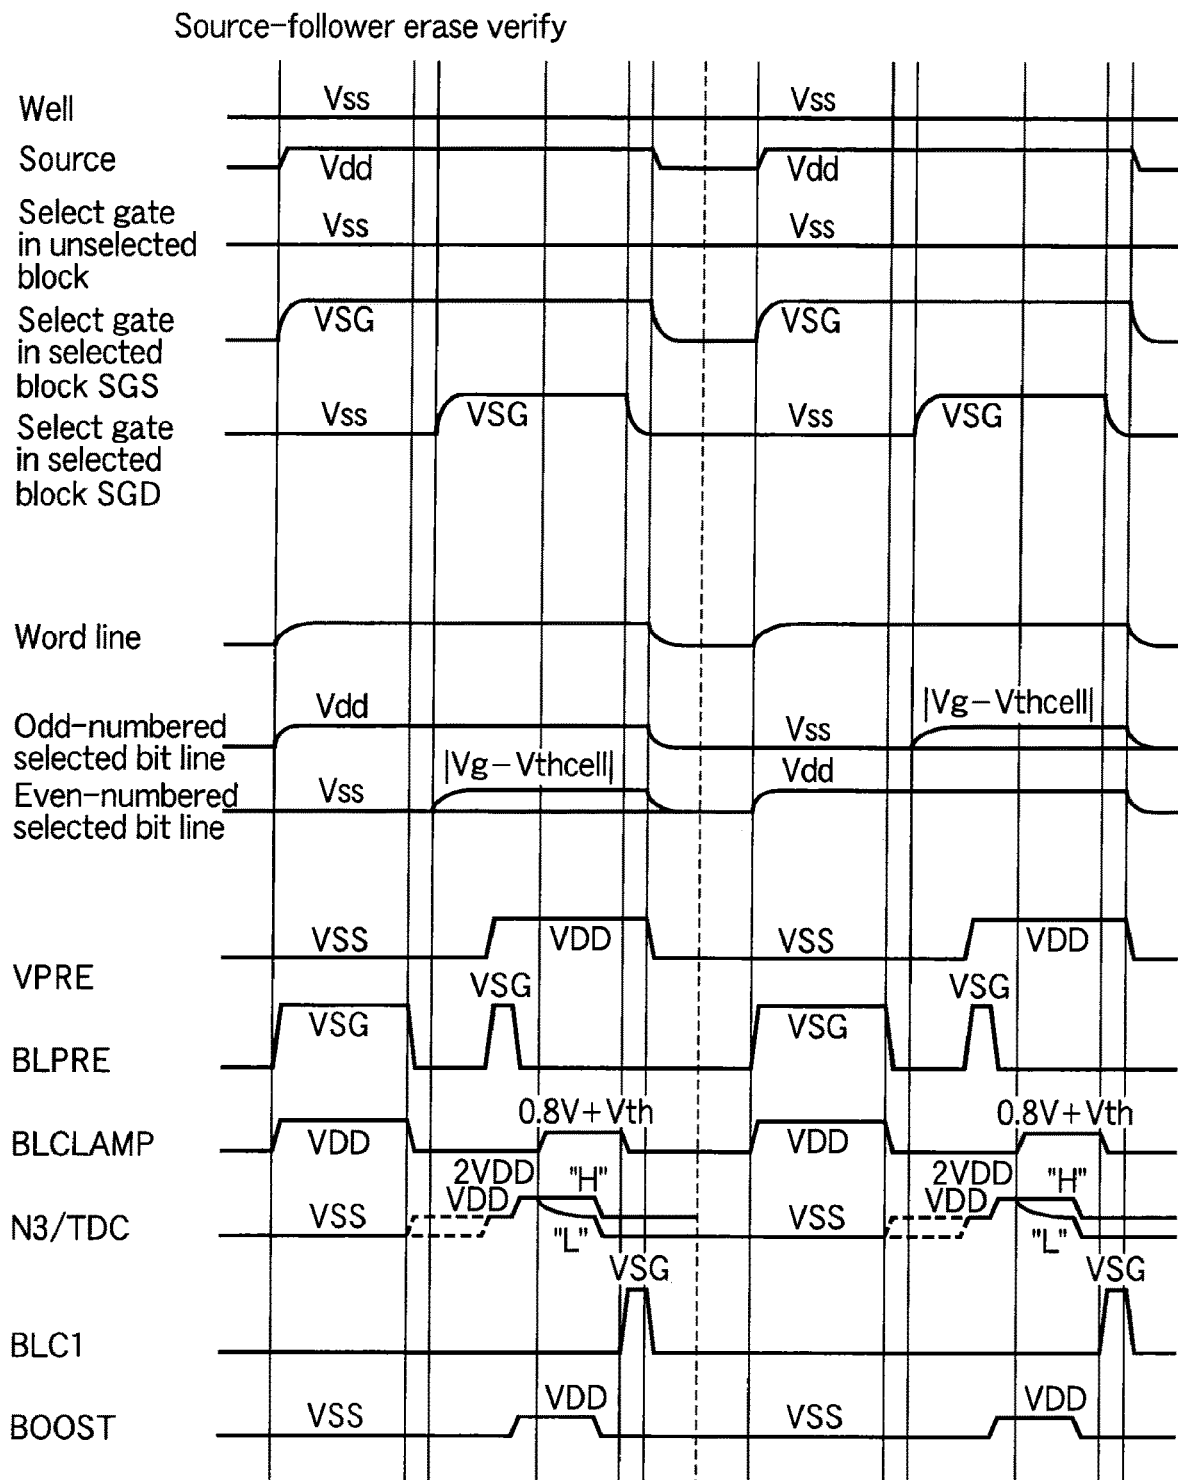 Source-follower erase verify
Well
Vss
Vss
Source
Vdd
Vdd
Select gate
in unselected
block
Vss
Vss
Select gate
in selected
block SGS
VSG
VSG
Select gate
in selected
block SGD
Vss
VSG
Vss
VSG
Word line
Odd-numbered
selected bit line
Vdd
Vss
|Vg-Vthcell|
Even-numbered
selected bit line
Vss
|Vg-Vthcell|
Vdd
VPRE
VSS
VDD
VSS
VDD
BLPRE
VSG
VSG
VSG
VSG
BLCLAMP
VDD
0.8V+Vth
VDD
0.8V+Vth
N3/TDC
VSS
VDD
2VDD
"H"
"L"
VSS
VDD
2VDD
"H"
"L"
BLC1
VSG
VSG
BOOST
VSS
VDD
VSS
VDD